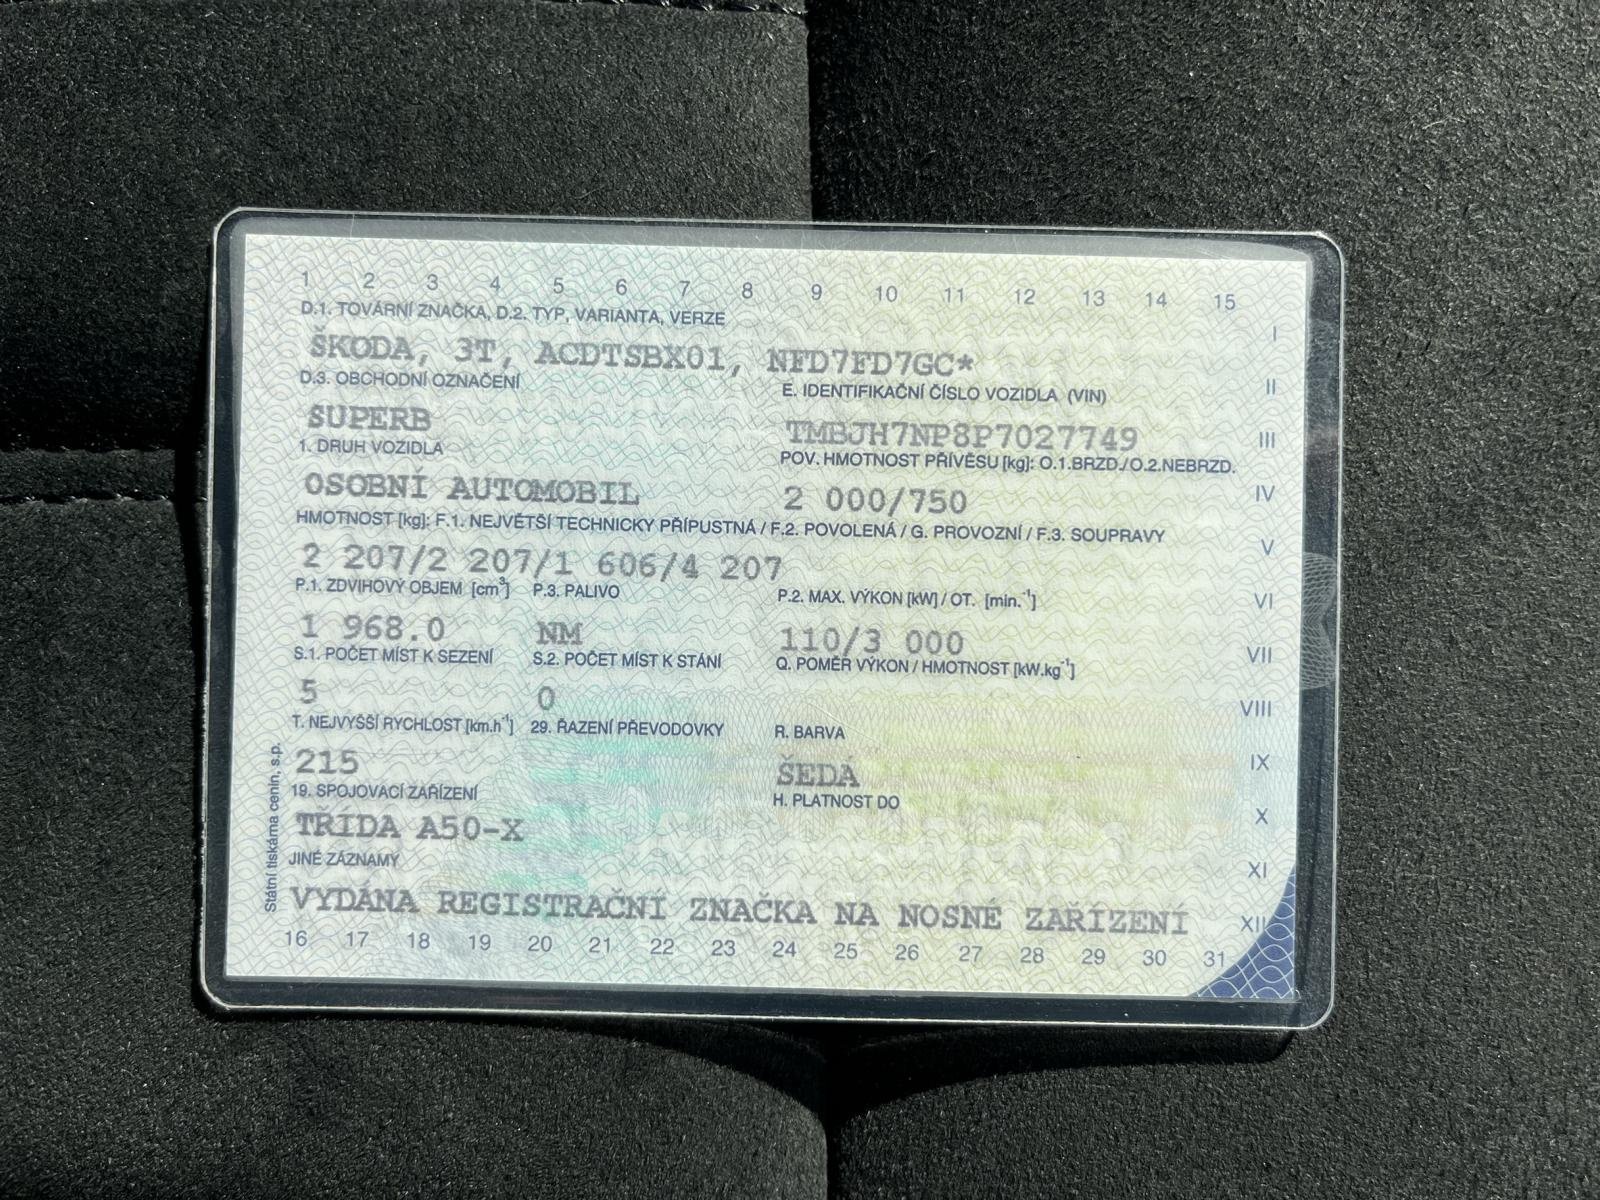 1 2 3 4 5 6 7 8 9 10 11 12 13 14 15
D.1. TOVÁRNÍ ZNAČKA, D.2. TYP, VARIANTA, VERZE
I
ŠKODA, 3T, ACDTSBX01, NFD7FD7GC*
D.3. OBCHODNÍ OZNAČENÍ
E. IDENTIFIKAČNÍ ČÍSLO VOZIDLA (VIN)
II
SUPERB
TMBJH7NP8P7027749
III
1. DRUH VOZIDLA
POV. HMOTNOST PŘÍVĚSU [kg]: O.1.BRZD./O.2.NEBRZD.
OSOBNÍ AUTOMOBIL
2 000/750
IV
HMOTNOST [kg]: F.1. NEJVĚTŠÍ TECHNICKY PŘÍPUSTNÁ / F.2. POVOLENÁ / G. PROVOZNÍ / F.3. SOUPRAVY
V
2 207/2 207/1 606/4 207
P.1. ZDVIHOVÝ OBJEM [cm³]
P.3. PALIVO
P.2. MAX. VÝKON [kW] / OT. [min.⁻¹]
VI
1 968.0
NM
110/3 000
VII
S.1. POČET MÍST K SEZENÍ
S.2. POČET MÍST K STÁNÍ
Q. POMĚR VÝKON / HMOTNOST [kW.kg⁻¹]
5
0
VIII
T. NEJVYŠŠÍ RYCHLOST [km.h⁻¹]
29. ŘAZENÍ PŘEVODOVKY
R. BARVA
215
ŠEDÁ
IX
19. SPOJOVACÍ ZAŘÍZENÍ
H. PLATNOST DO
TŘÍDA A50-X
X
JINÉ ZÁZNAMY
XI
VYDÁNA REGISTRAČNÍ ZNAČKA NA NOSNÉ ZAŘÍZENÍ
XII
16 17 18 19 20 21 22 23 24 25 26 27 28 29 30 31
Státní tiskárna cenin, s.p.